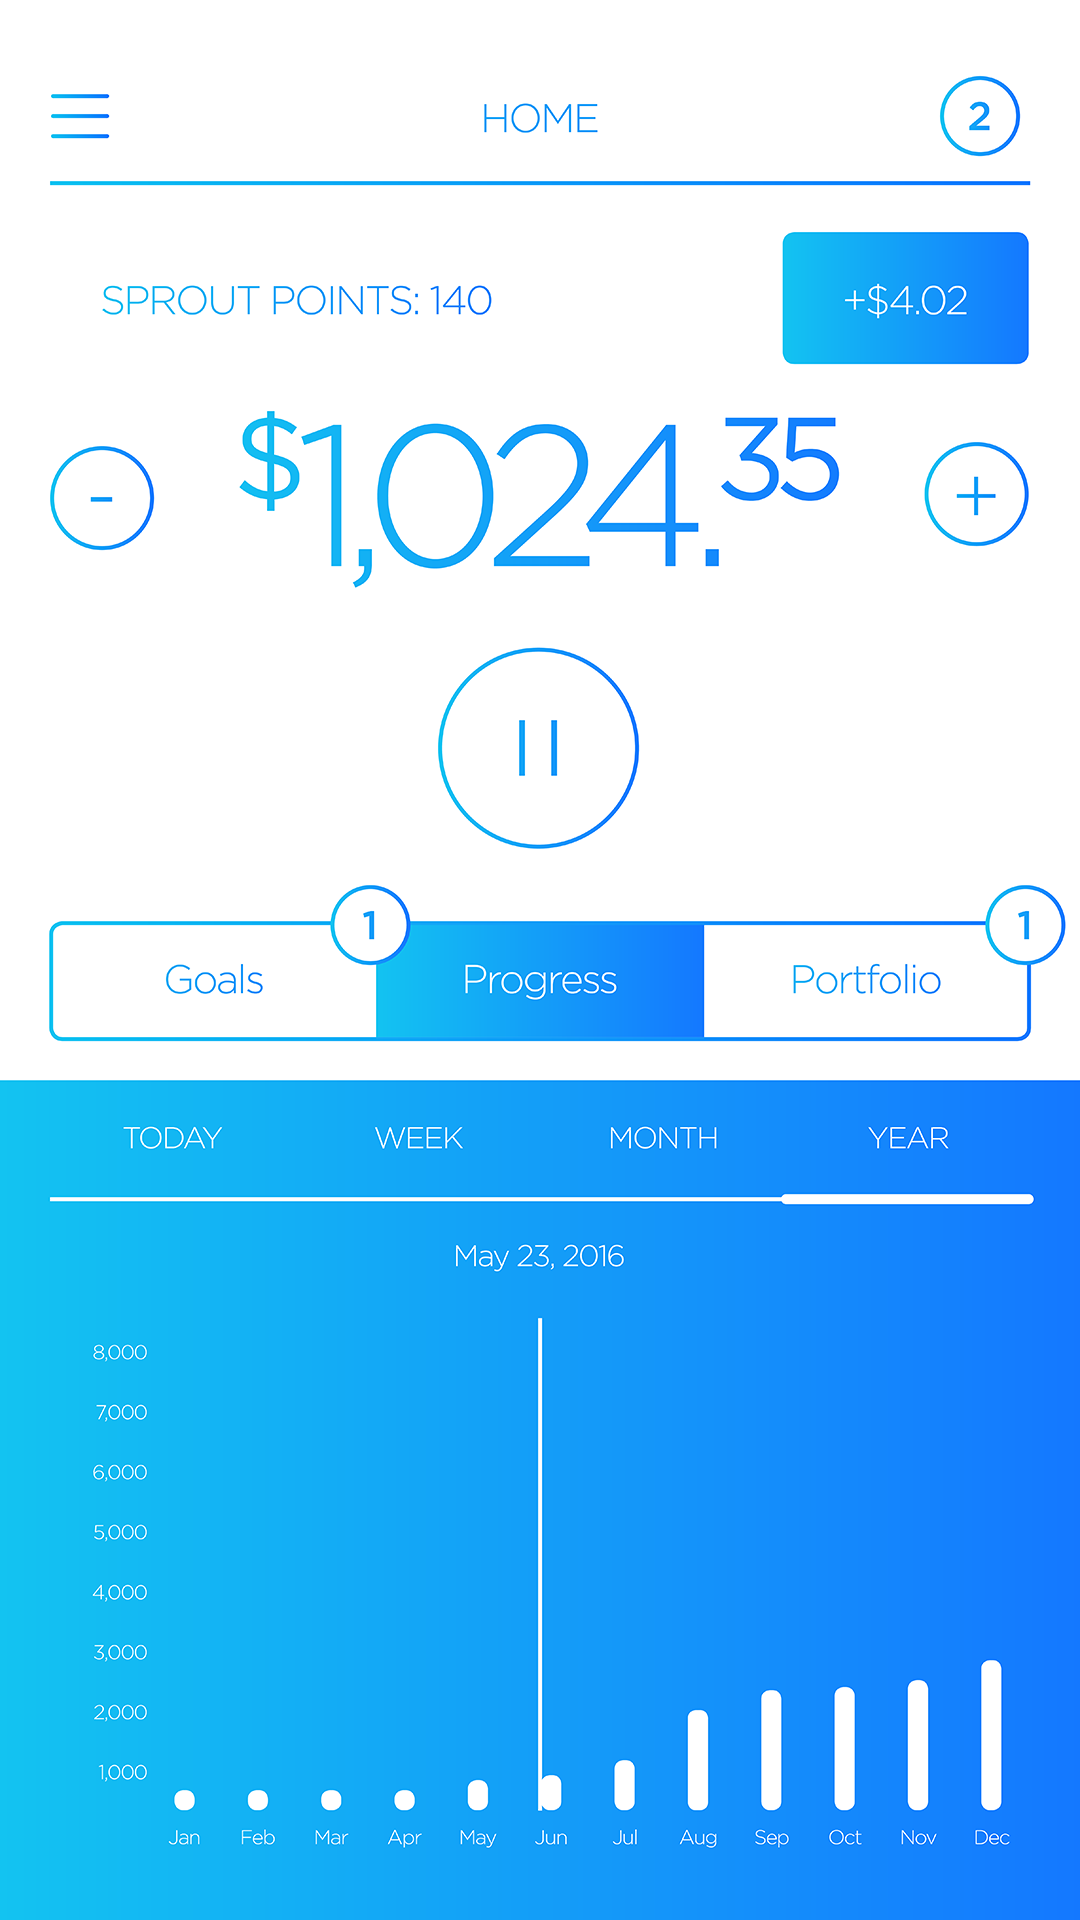 HOME
2
SPROUT POINTS: 140
+$4.02
-
$1,024.35
+
1
1
Goals
Progress
Portfolio
TODAY
WEEK
MONTH
YEAR
May 23, 2016
8,000
7,000
6,000
5,000
4,000
3,000
2,000
1,000
Jan Feb Mar Apr May Jun Jul Aug Sep Oct Nov Dec